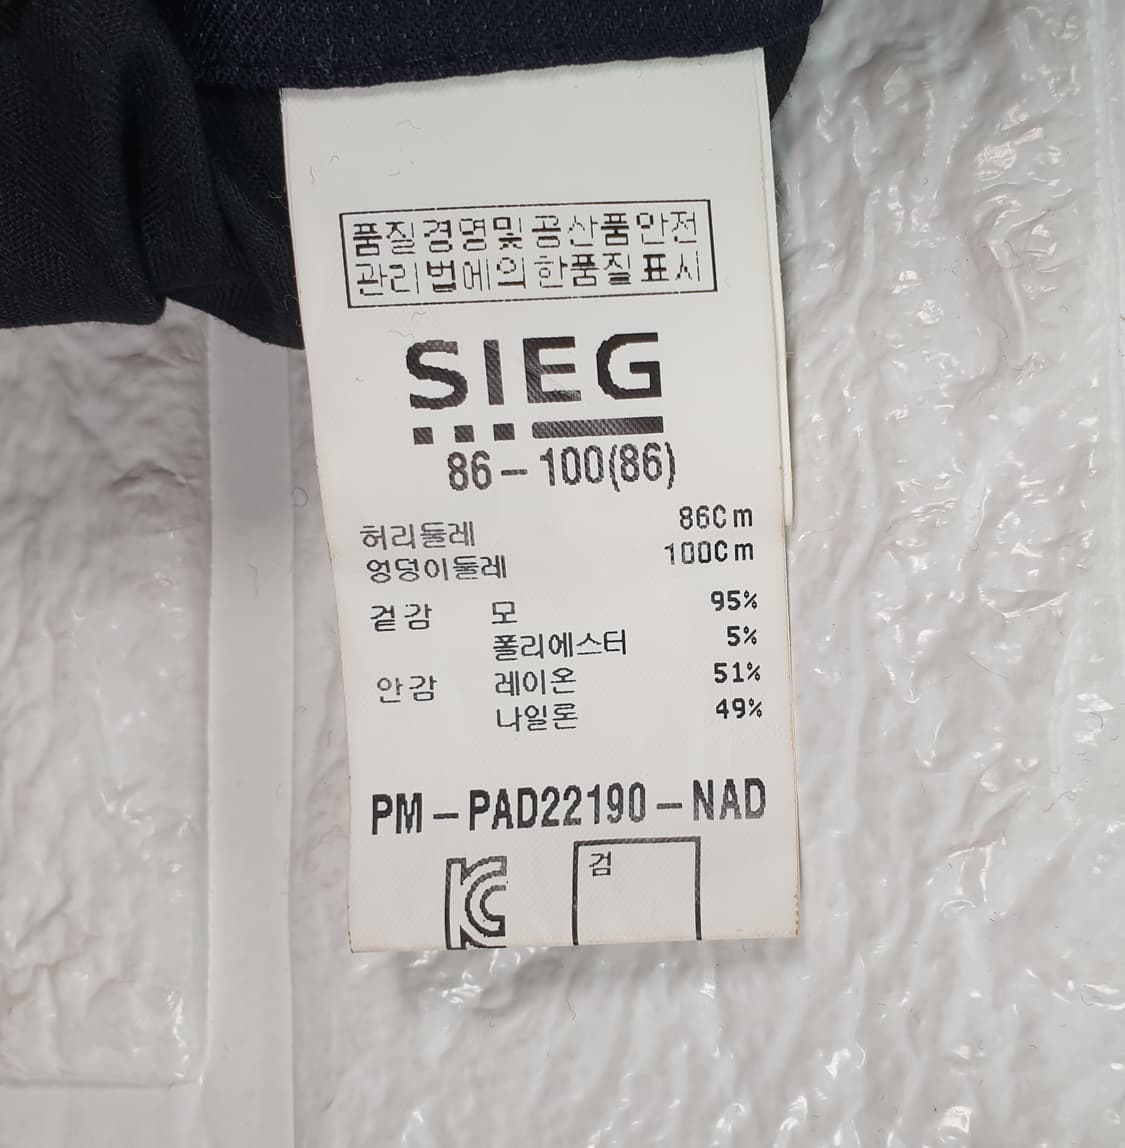 품질경영및공산품안전
관리법에의한품질표시
SIEG
86-100(86)
허리둘레 86Cm
엉덩이둘레 100Cm
겉감 모 95%
폴리에스터 5%
안감 레이온 51%
나일론 49%
PM-PAD22190-NAD
KC 검